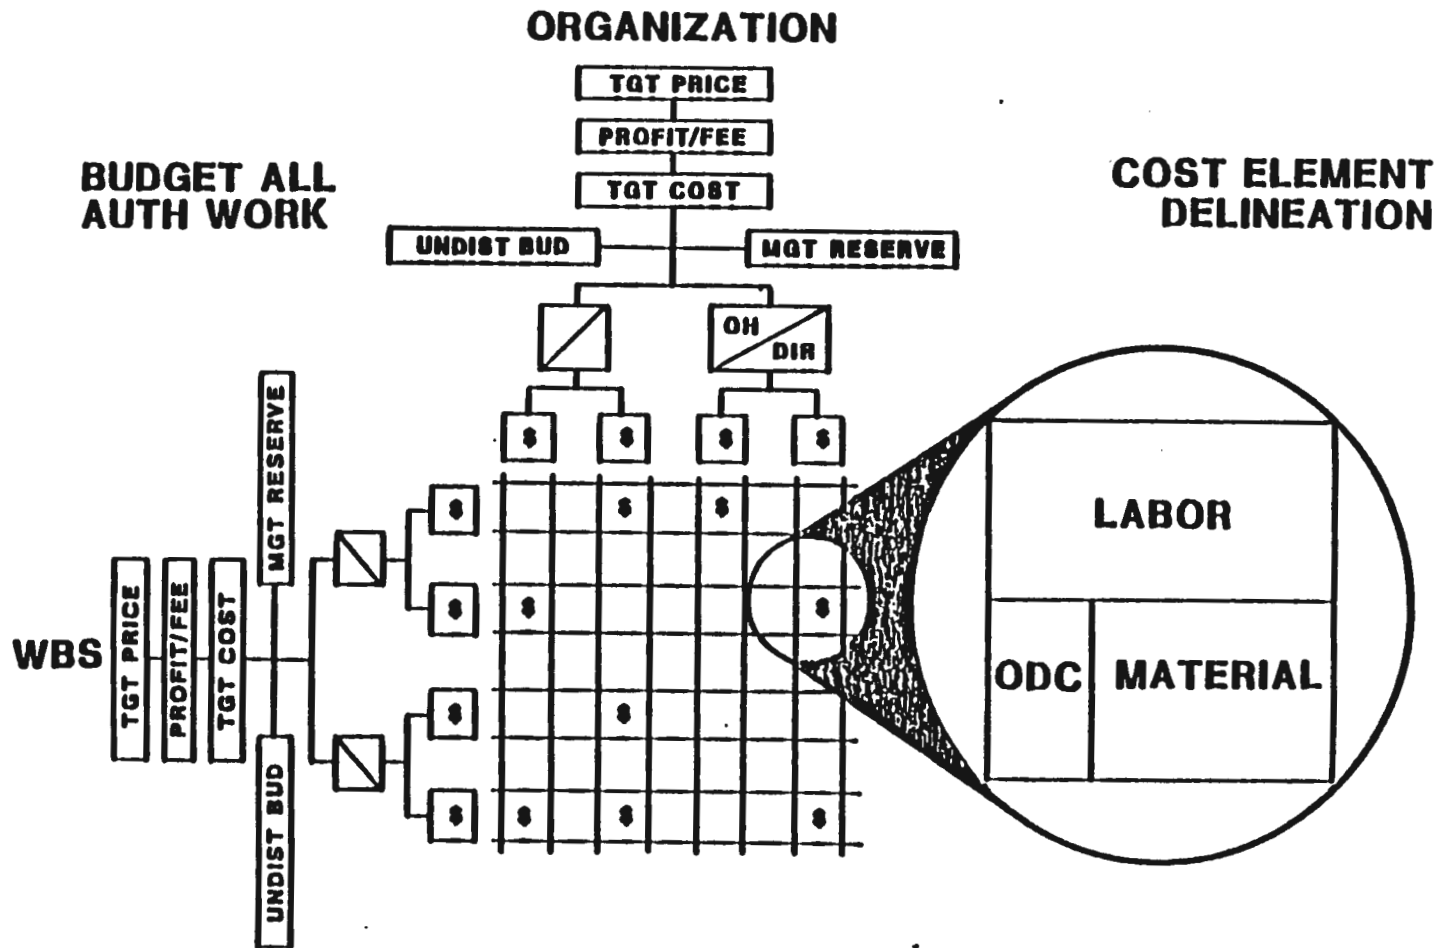 ORGANIZATION
TGT PRICE
PROFIT/FEE
TGT COST
BUDGET ALL
AUTH WORK
COST ELEMENT
DELINEATION
UNDIST BUD
MGT RESERVE
OH
DIR
$ $ $ $
MGT RESERVE
$ $ $
LABOR
WBS
TGT PRICE
PROFIT/FEE
TGT COST
$ $ $
ODC
MATERIAL
$ $
UNDIST BUD
$ $ $ $